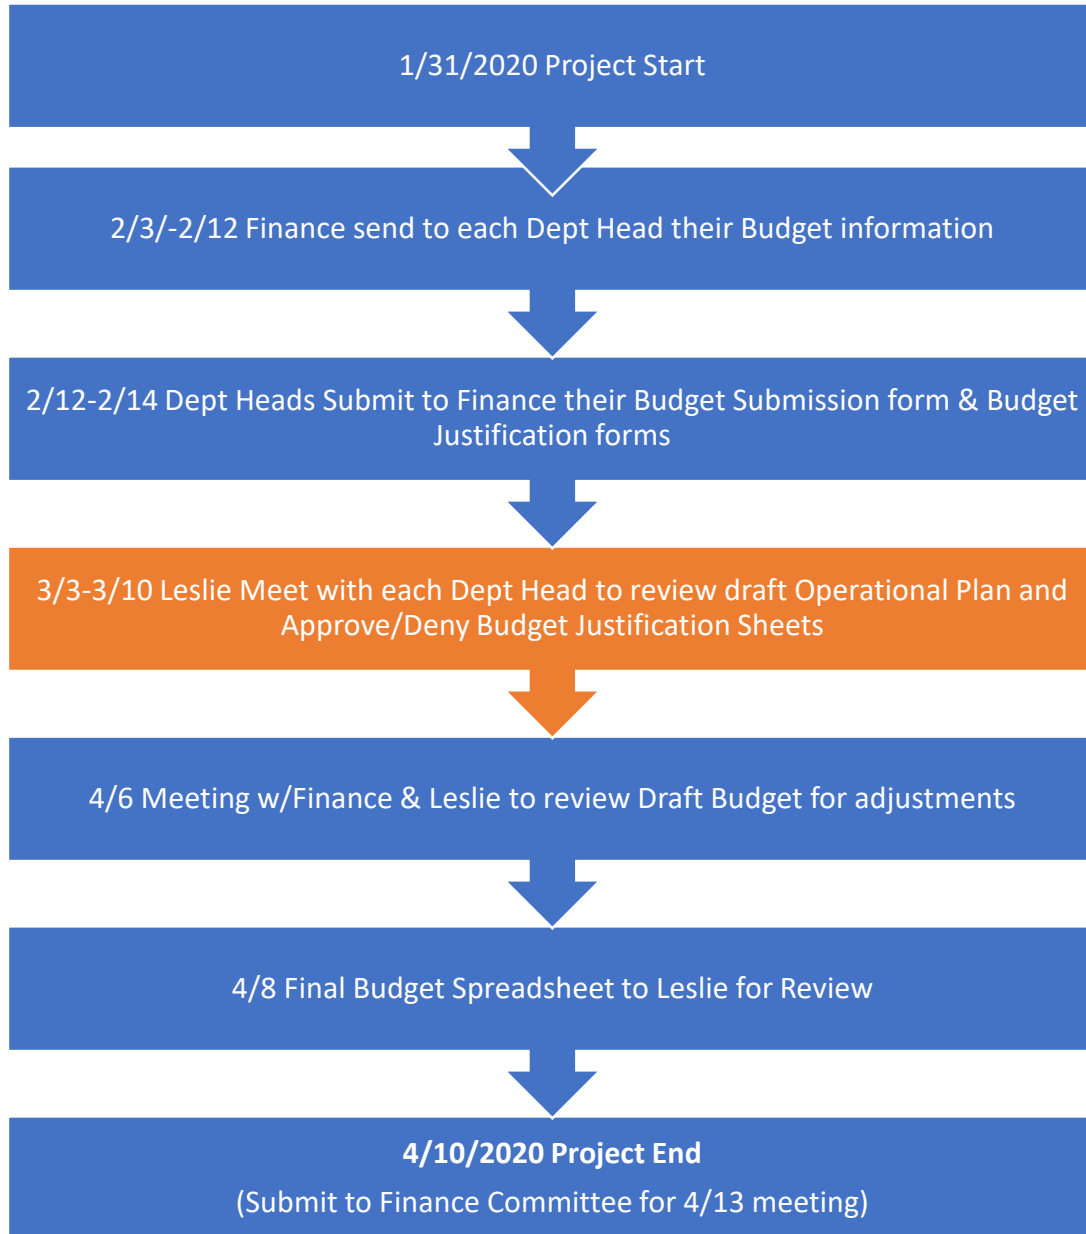 1/31/2020 Project Start
2/3/-2/12 Finance send to each Dept Head their Budget information
2/12-2/14 Dept Heads Submit to Finance their Budget Submission form & Budget
Justification forms
3/3-3/10 Leslie Meet with each Dept Head to review draft Operational Plan and
Approve/Deny Budget Justification Sheets
4/6 Meeting w/Finance & Leslie to review Draft Budget for adjustments
4/8 Final Budget Spreadsheet to Leslie for Review
4/10/2020 Project End
(Submit to Finance Committee for 4/13 meeting)